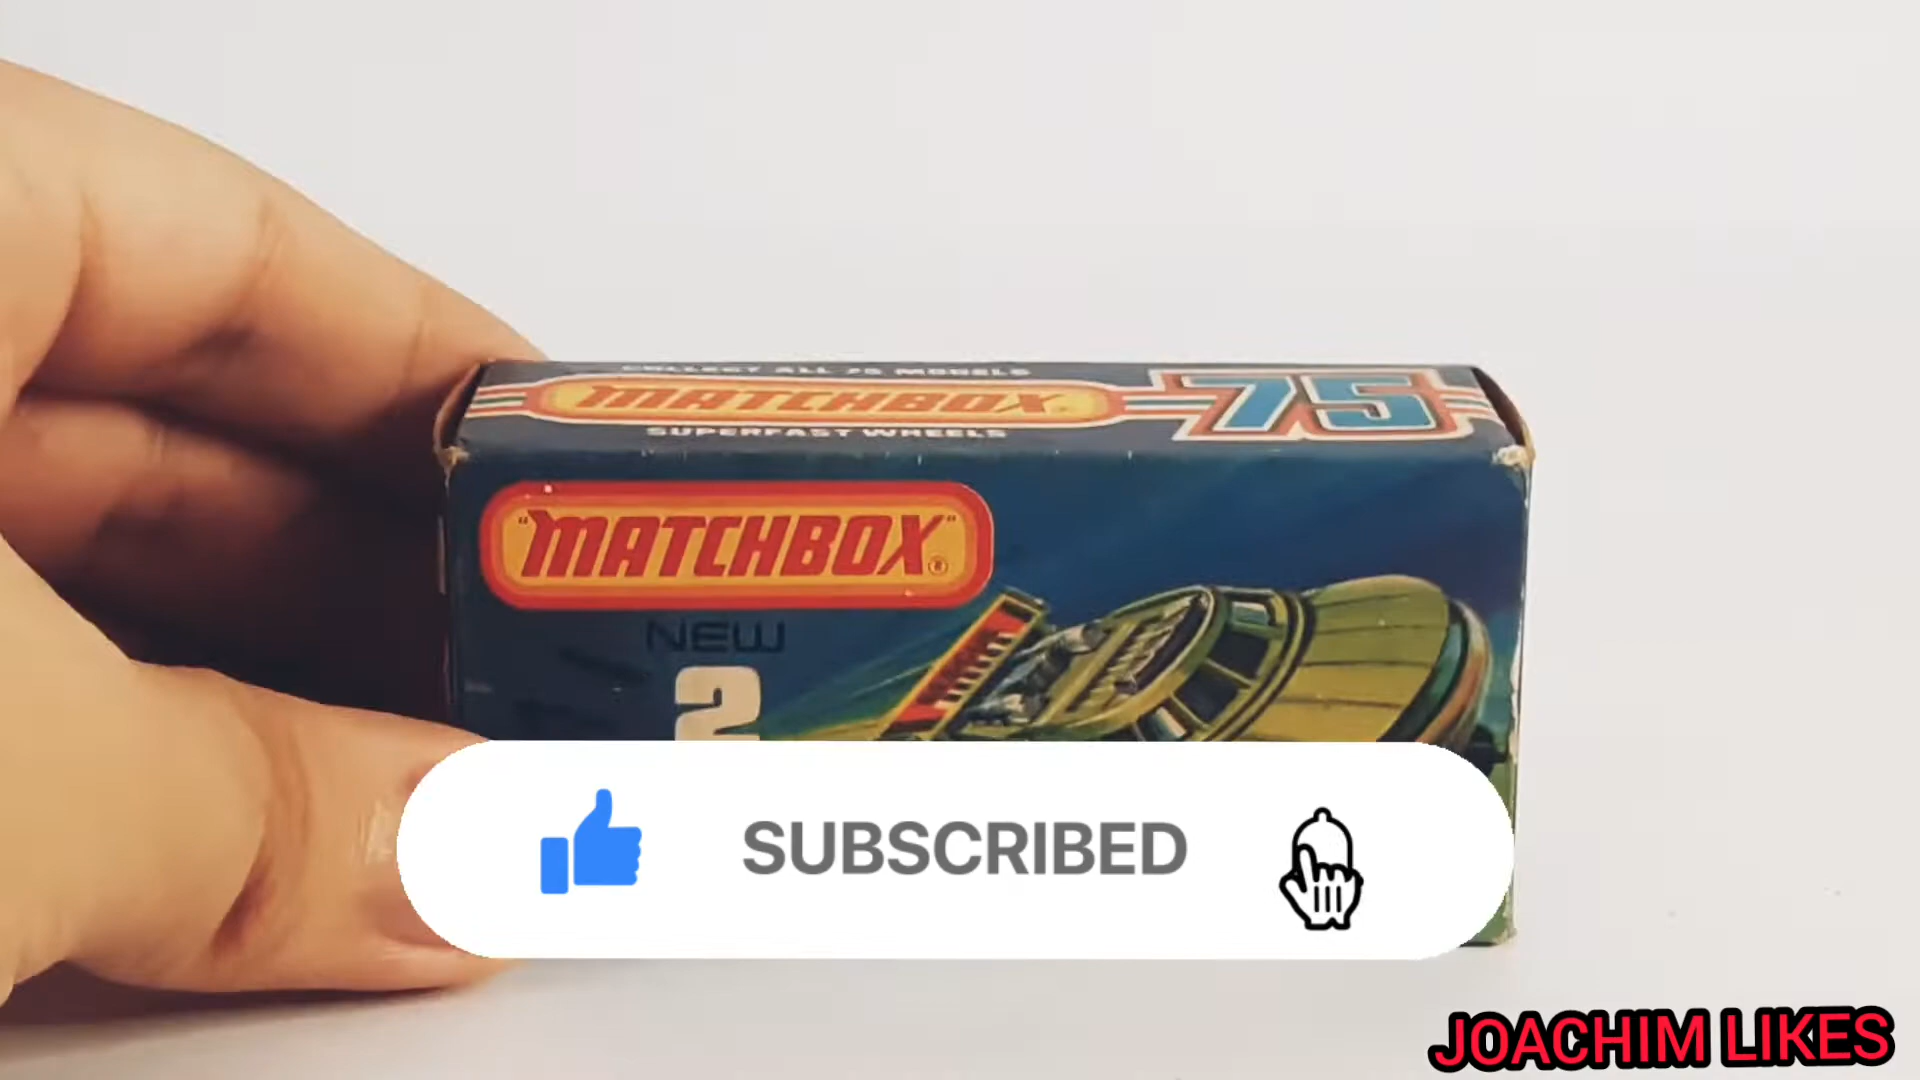 COLLECT ALL 75 MODELS
MATCHBOX ®
75
SUPERFAST WHEELS
"MATCHBOX" ®
NEW
2
SUBSCRIBED
JOACHIM LIKES